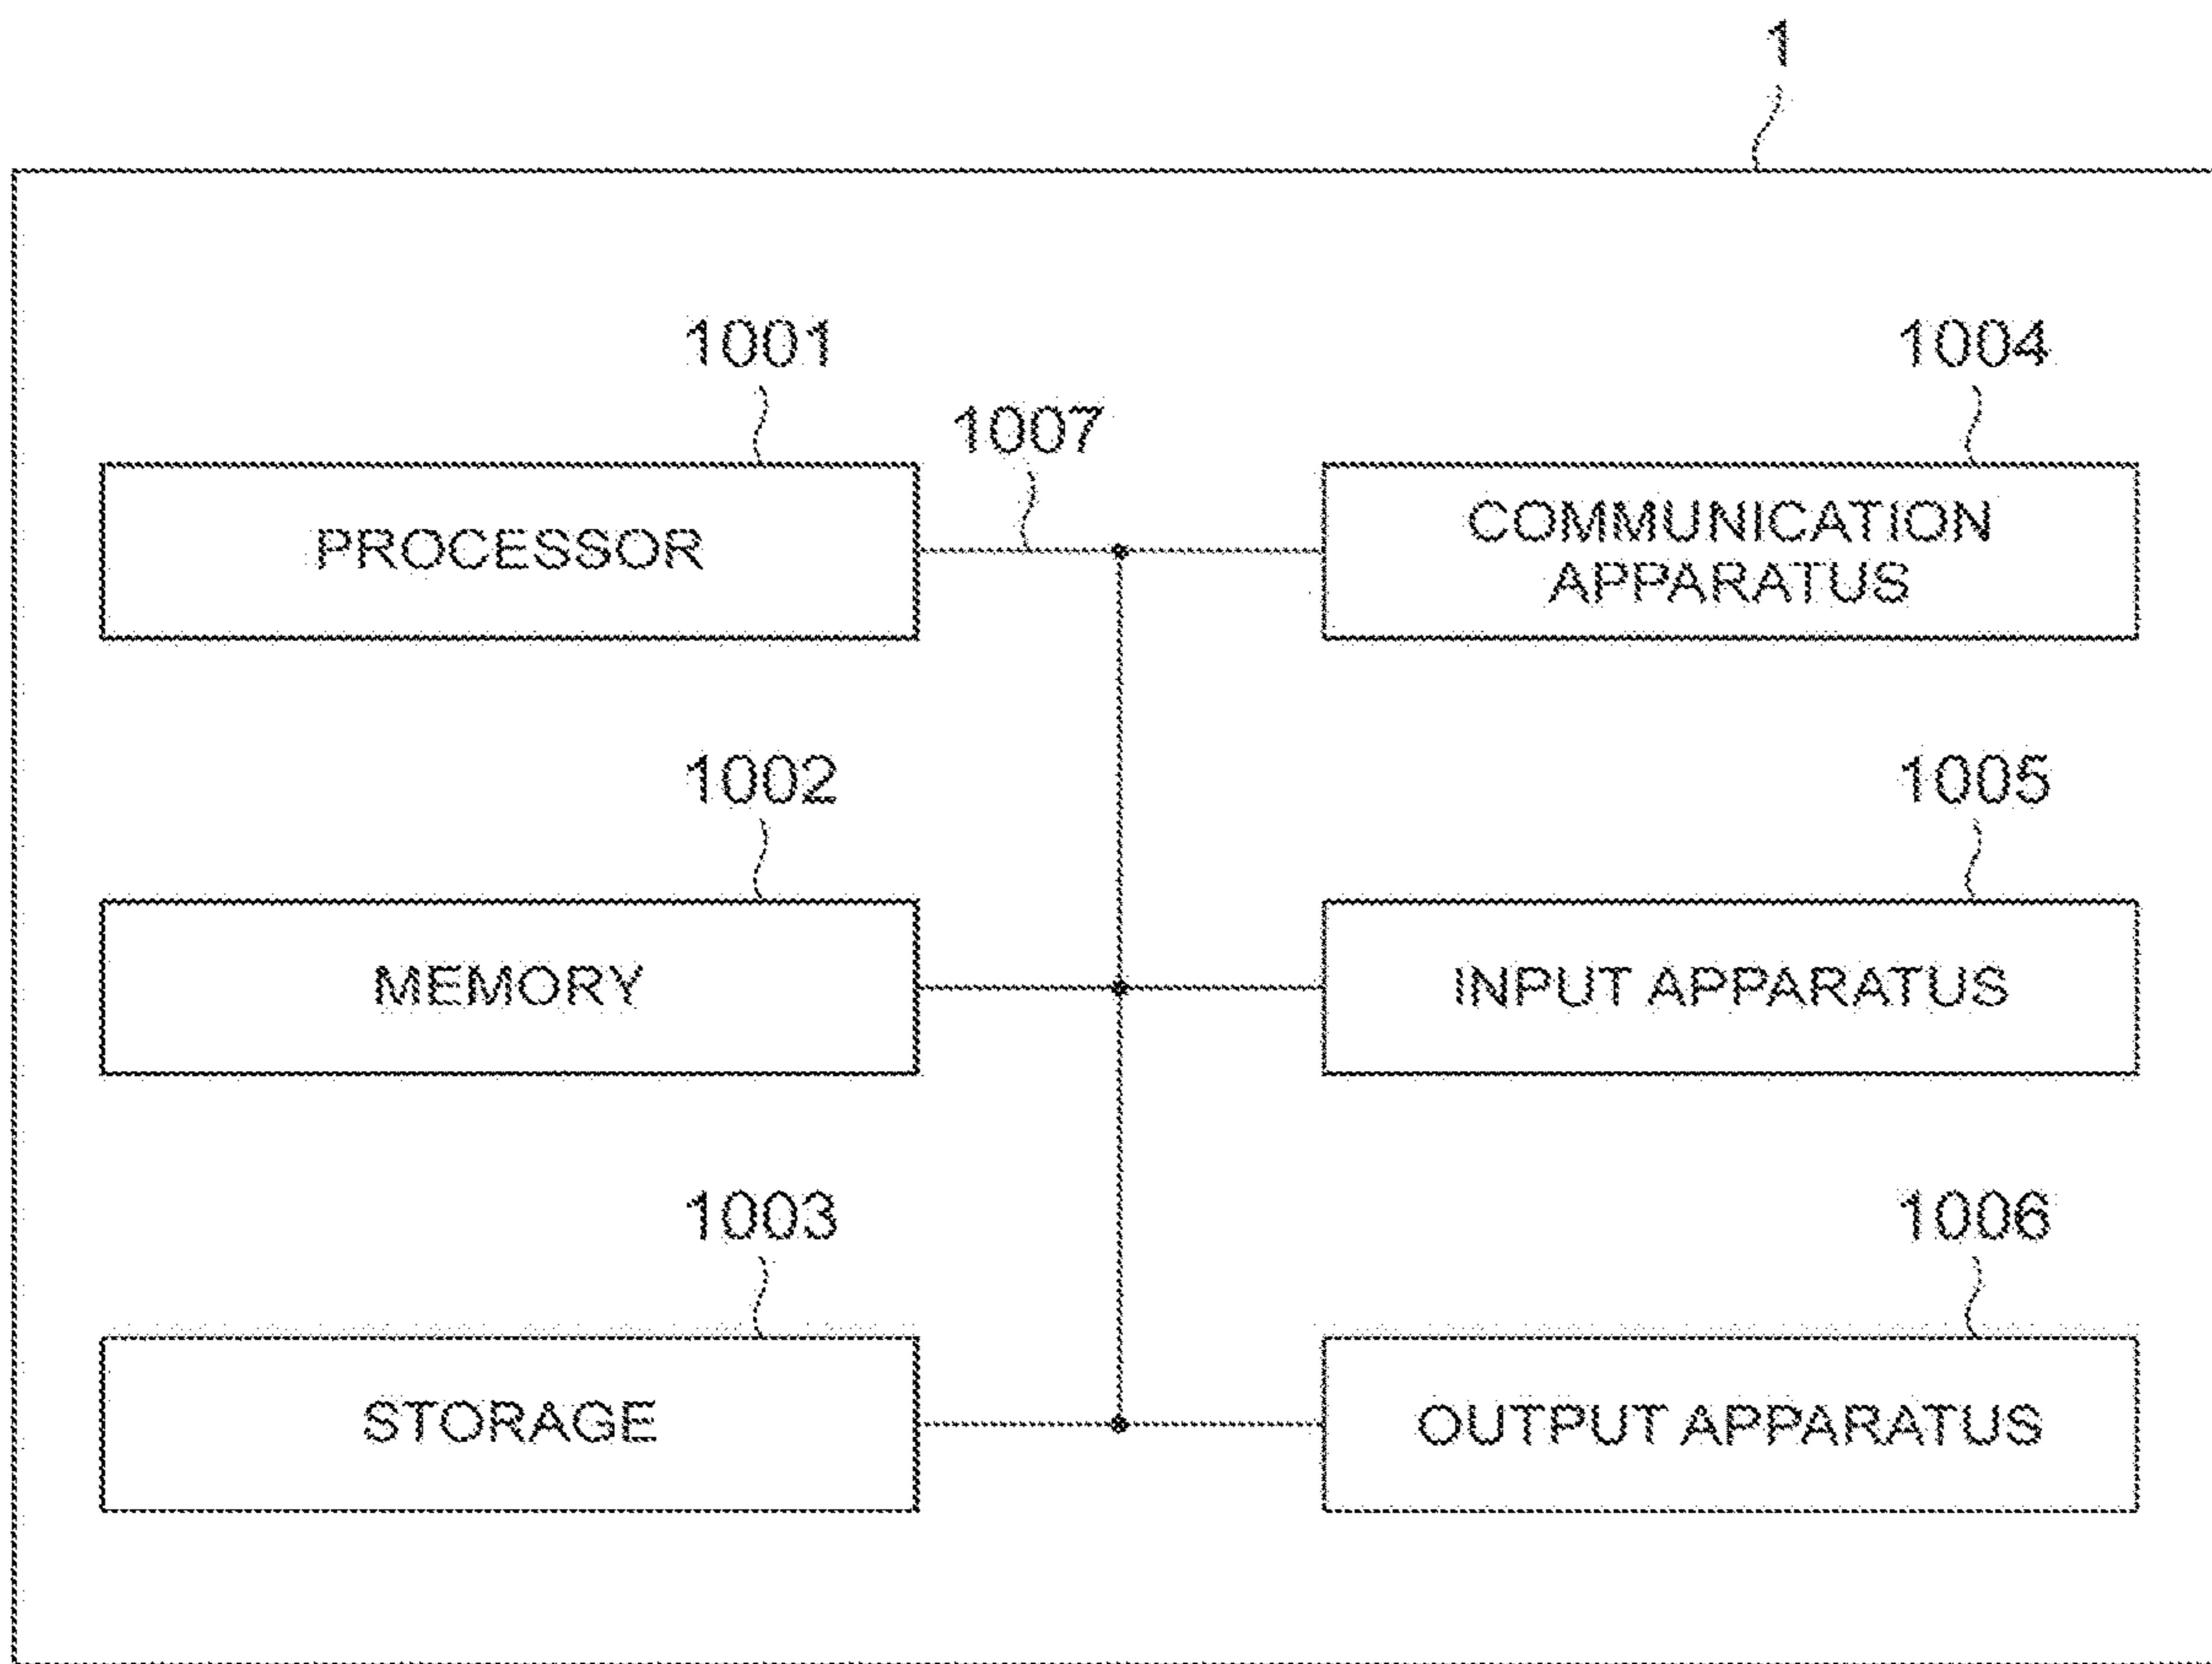 1
1001
1004
1007
PROCESSOR
COMMUNICATION
APPARATUS
1002
1005
MEMORY
INPUT APPARATUS
1003
1006
STORAGE
OUTPUT APPARATUS